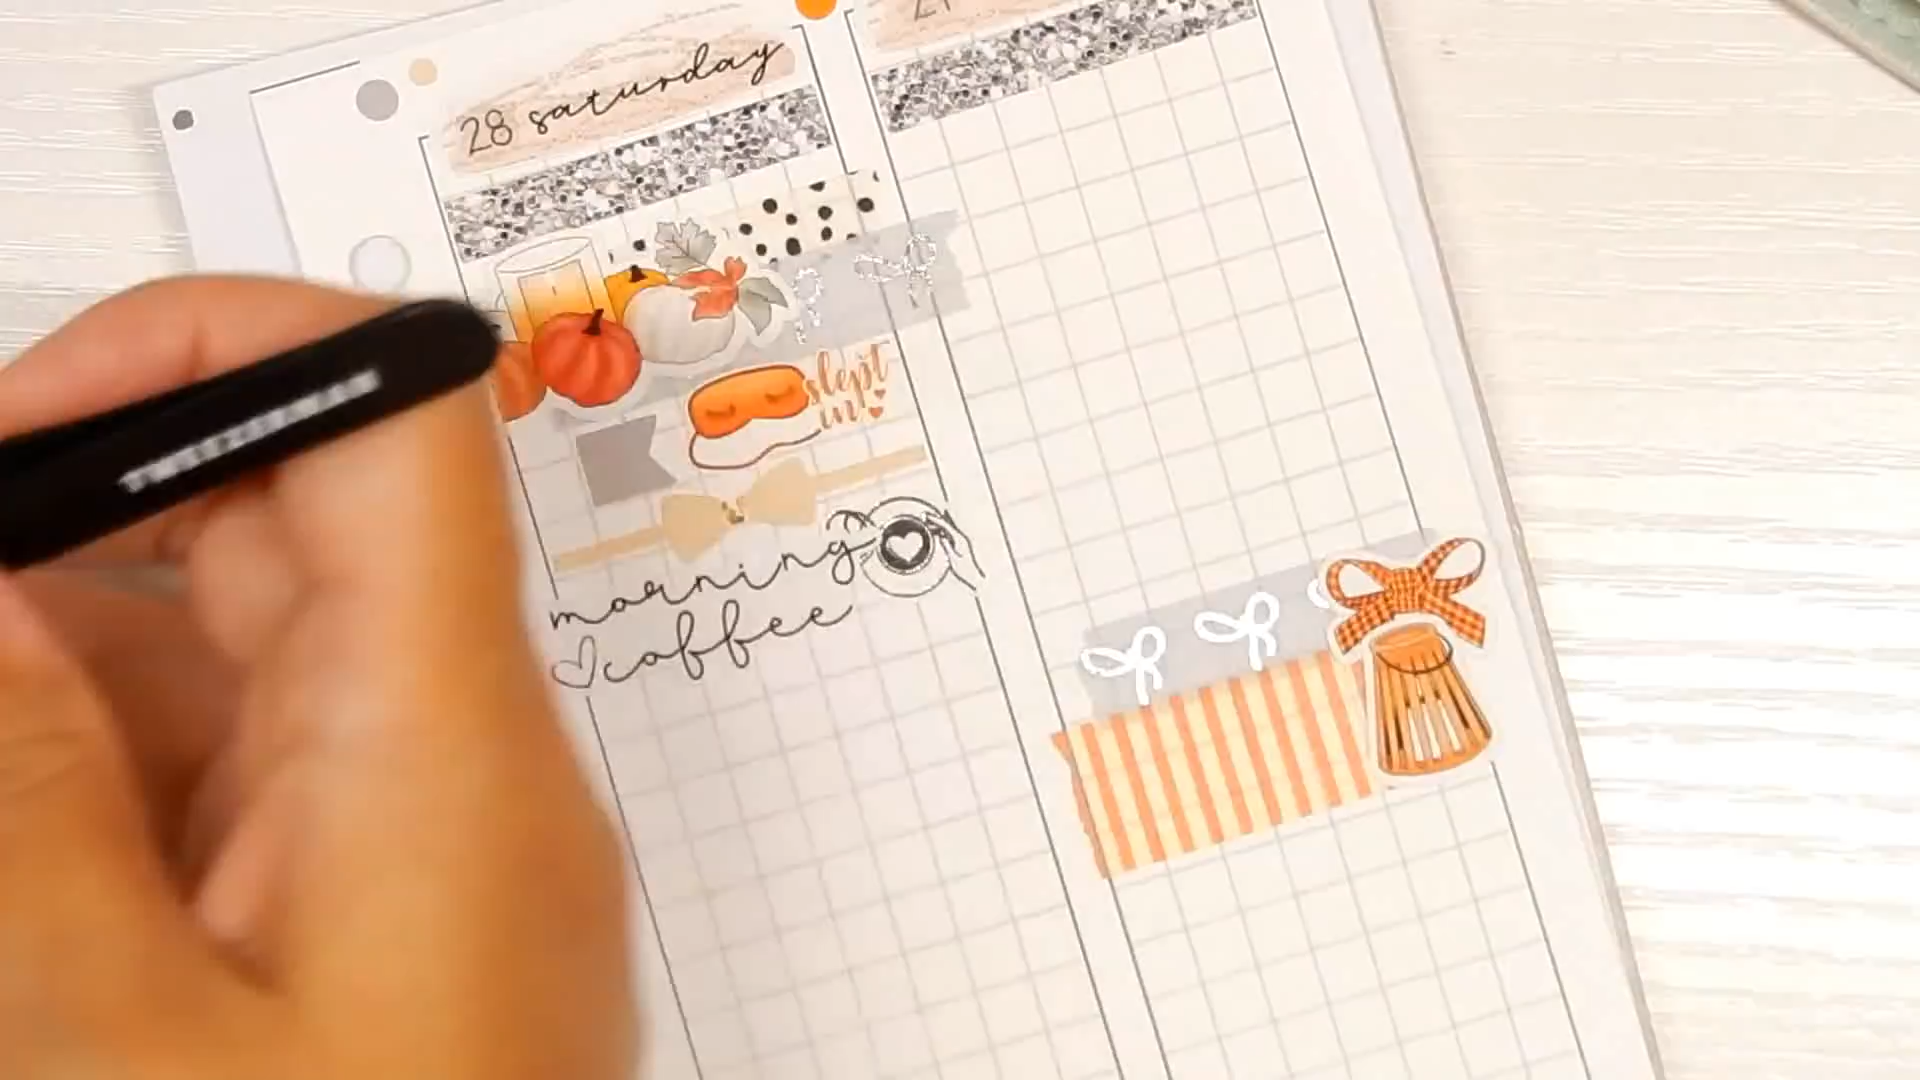 28 saturday
slept
in
morning
coffee
TWEEZERMAN